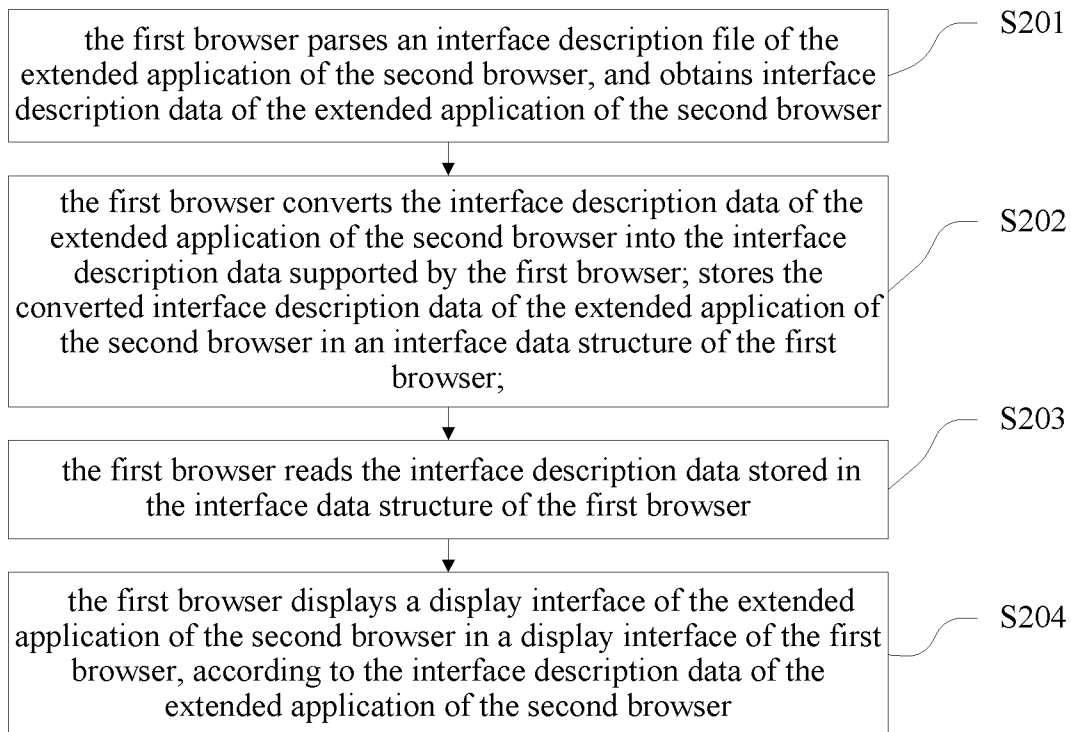 the first browser parses an interface description file of the
extended application of the second browser, and obtains interface
description data of the extended application of the second browser
S201
the first browser converts the interface description data of the
extended application of the second browser into the interface
description data supported by the first browser; stores the
converted interface description data of the extended application of
the second browser in an interface data structure of the first
browser;
S202
the first browser reads the interface description data stored in
the interface data structure of the first browser
S203
the first browser displays a display interface of the extended
application of the second browser in a display interface of the first
browser, according to the interface description data of the
extended application of the second browser
S204